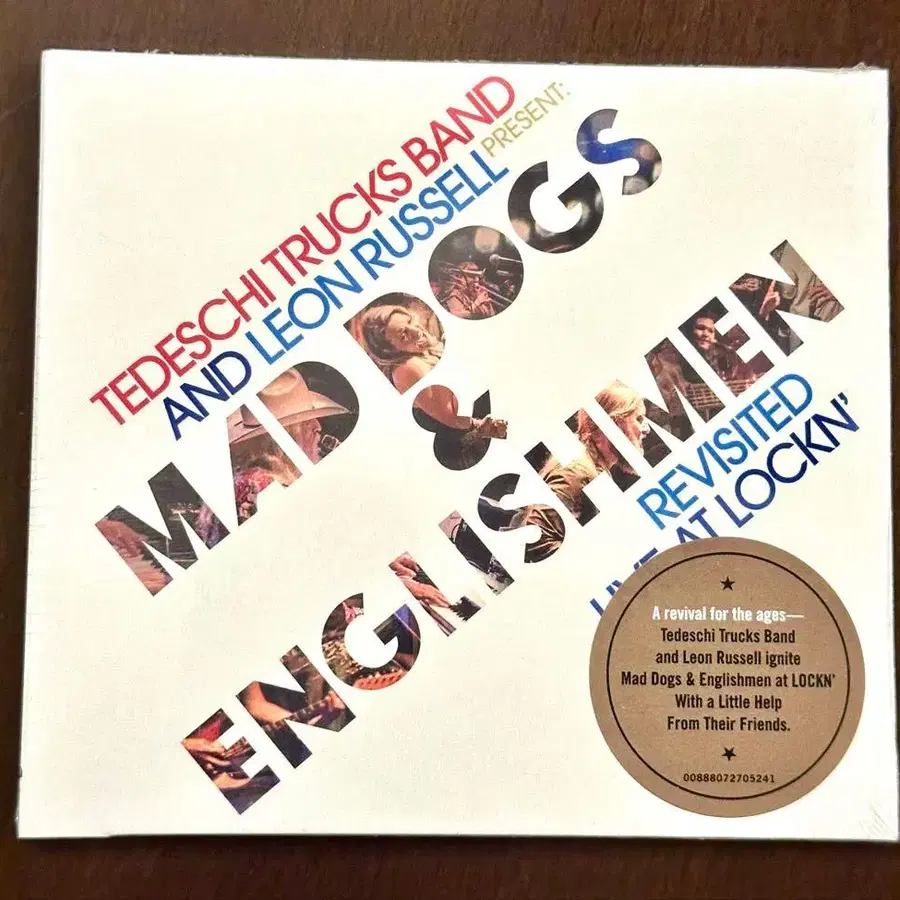 TEDESCHI TRUCKS BAND
AND LEON RUSSELL PRESENT:
MAD DOGS
&
ENGLISHMEN
REVISITED
LIVE AT LOCKN'
A revival for the ages—
Tedeschi Trucks Band
and Leon Russell ignite
Mad Dogs & Englishmen at LOCKN'
With a Little Help
From Their Friends.
00888072705241